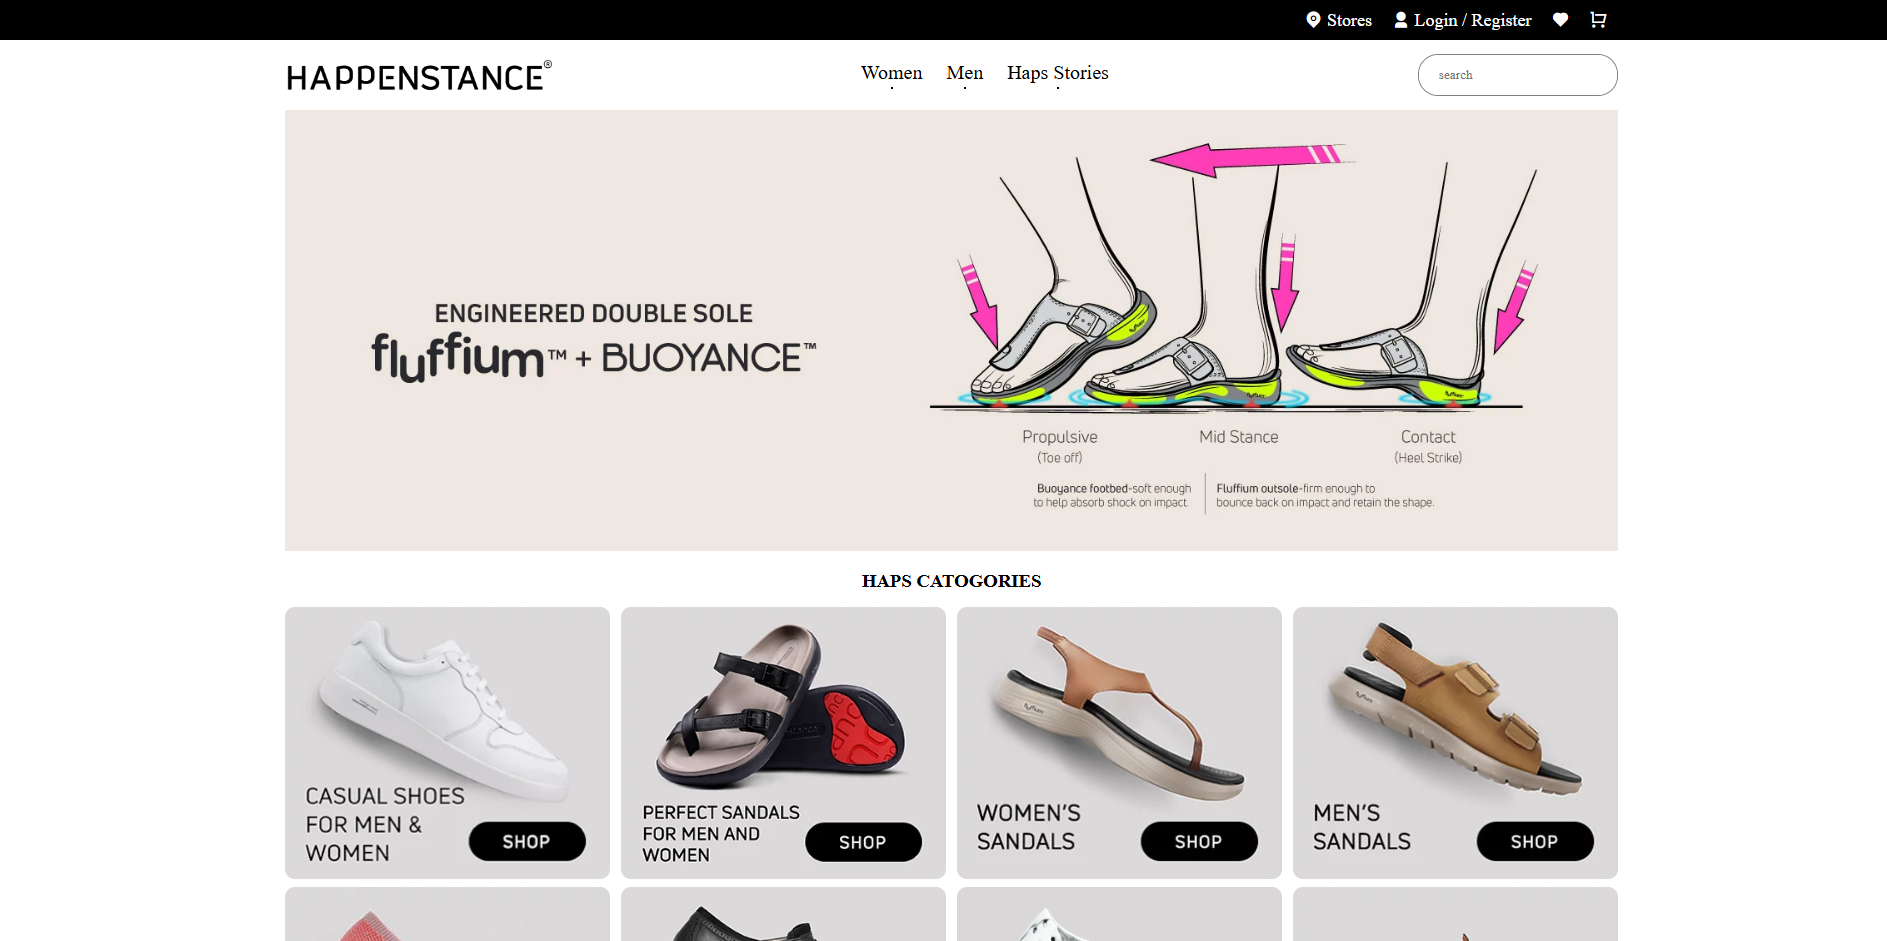 Stores
Login / Register
HAPPENSTANCE®
Women
Men
Haps Stories
search
ENGINEERED DOUBLE SOLE
fluffium™ + BUOYANCE™
Propulsive
(Toe off)
Mid Stance
Contact
(Heel Strike)
Buoyance footbed-soft enough
to help absorb shock on impact.
Fluffium outsole-firm enough to
bounce back on impact and retain the shape.
HAPS CATOGORIES
CASUAL SHOES
FOR MEN &
WOMEN
SHOP
PERFECT SANDALS
FOR MEN AND
WOMEN
SHOP
WOMEN'S
SANDALS
SHOP
MEN'S
SANDALS
SHOP